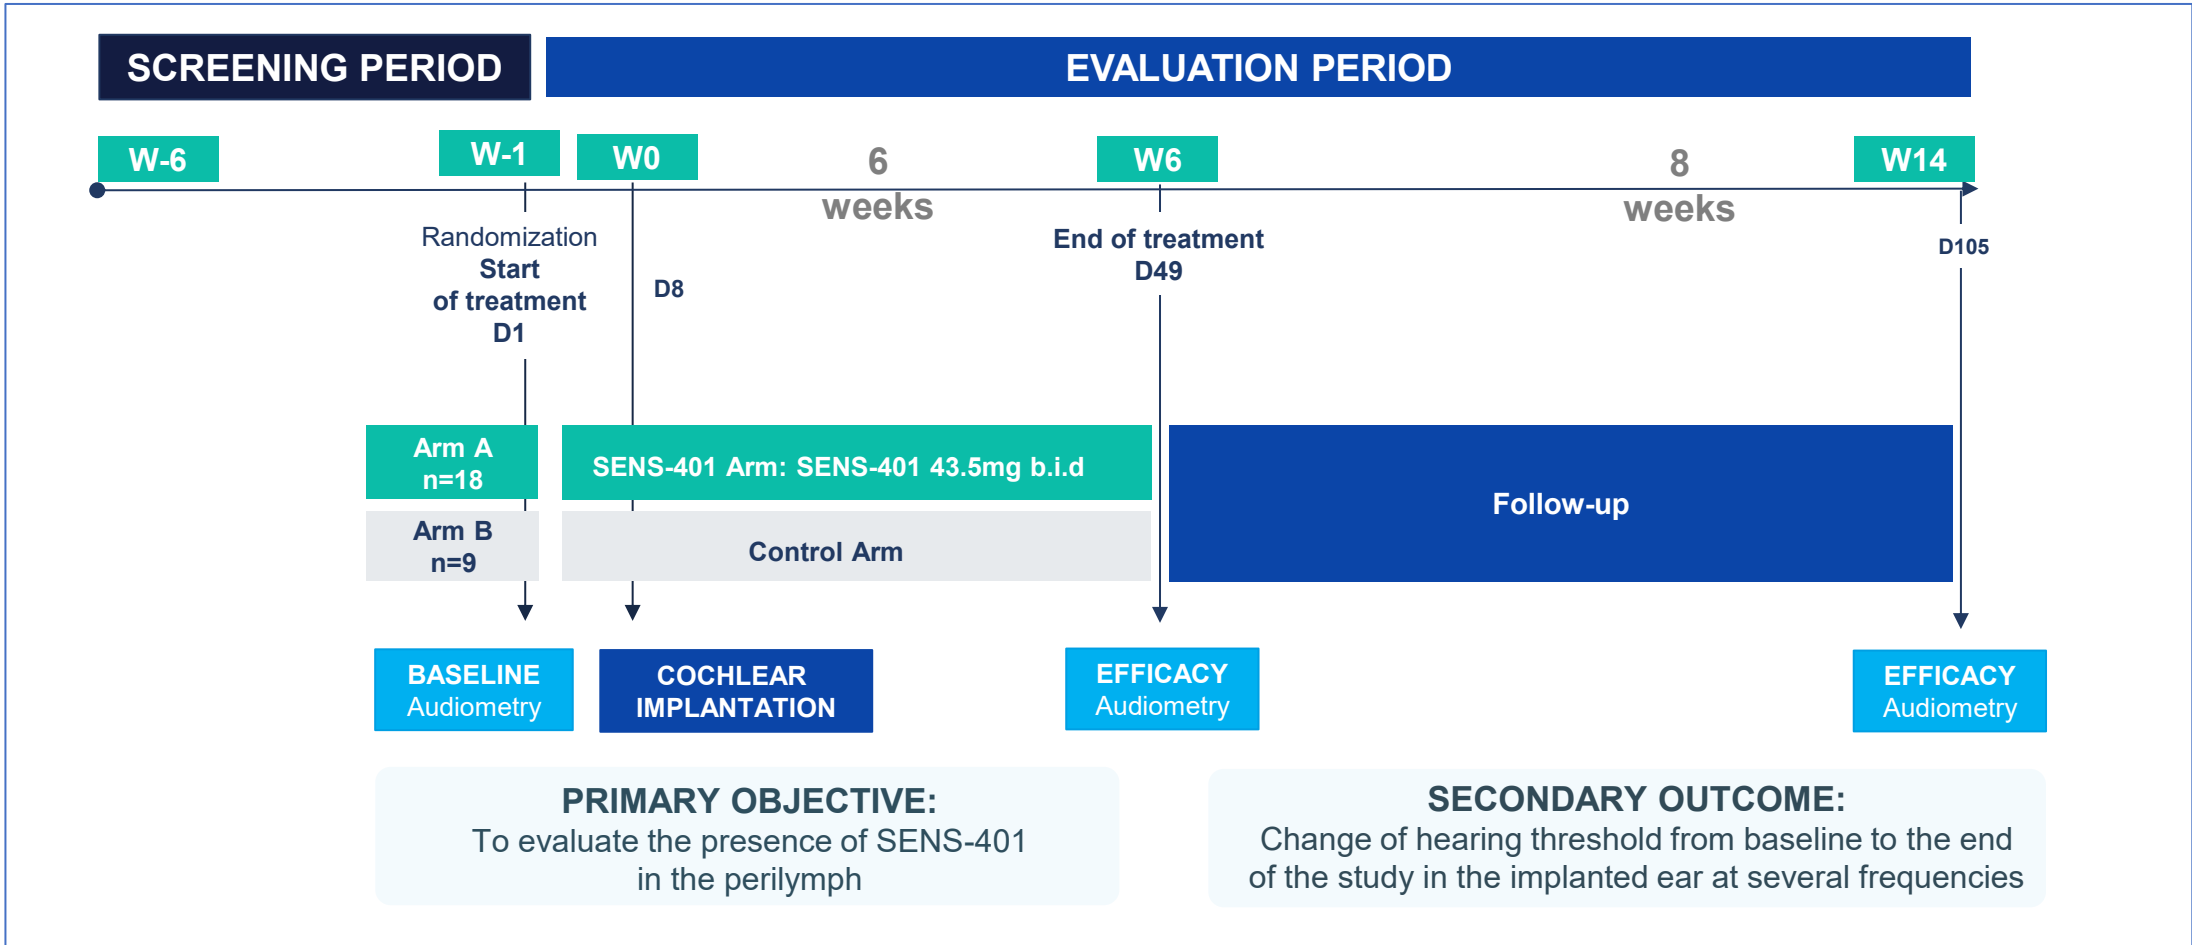 SCREENING PERIOD
EVALUATION PERIOD
W-6
W-1
W0
6
weeks
W6
8
weeks
W14
Randomization
Start
of treatment
D1
D8
End of treatment
D49
D105
Arm A
n=18
SENS-401 Arm: SENS-401 43.5mg b.i.d
Arm B
n=9
Control Arm
Follow-up
BASELINE
Audiometry
COCHLEAR
IMPLANTATION
EFFICACY
Audiometry
EFFICACY
Audiometry
PRIMARY OBJECTIVE:
To evaluate the presence of SENS-401
in the perilymph
SECONDARY OUTCOME:
Change of hearing threshold from baseline to the end
of the study in the implanted ear at several frequencies